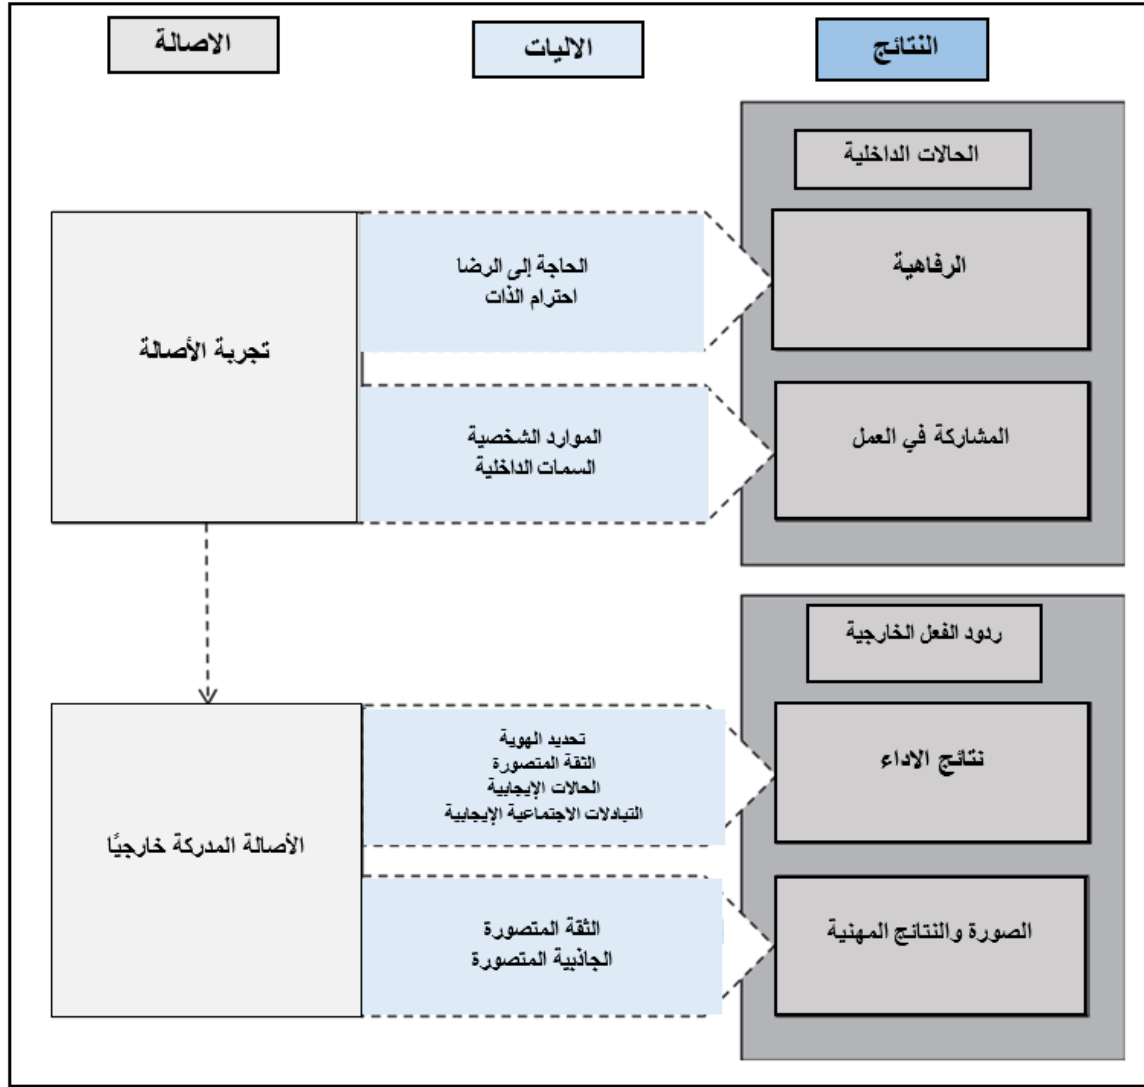 الاصالة
الاليات
النتائج
الحالات الداخلية
تجربة الأصالة
الحاجة إلى الرضا
احترام الذات
الرفاهية
الموارد الشخصية
السمات الداخلية
المشاركة في العمل
ردود الفعل الخارجية
الأصالة المدركة خارجيًا
تحديد الهوية
الثقة المتصورة
الحالات الإيجابية
التبادلات الاجتماعية الإيجابية
نتائج الاداء
الثقة المتصورة
الجاذبية المتصورة
الصورة والنتائج المهنية